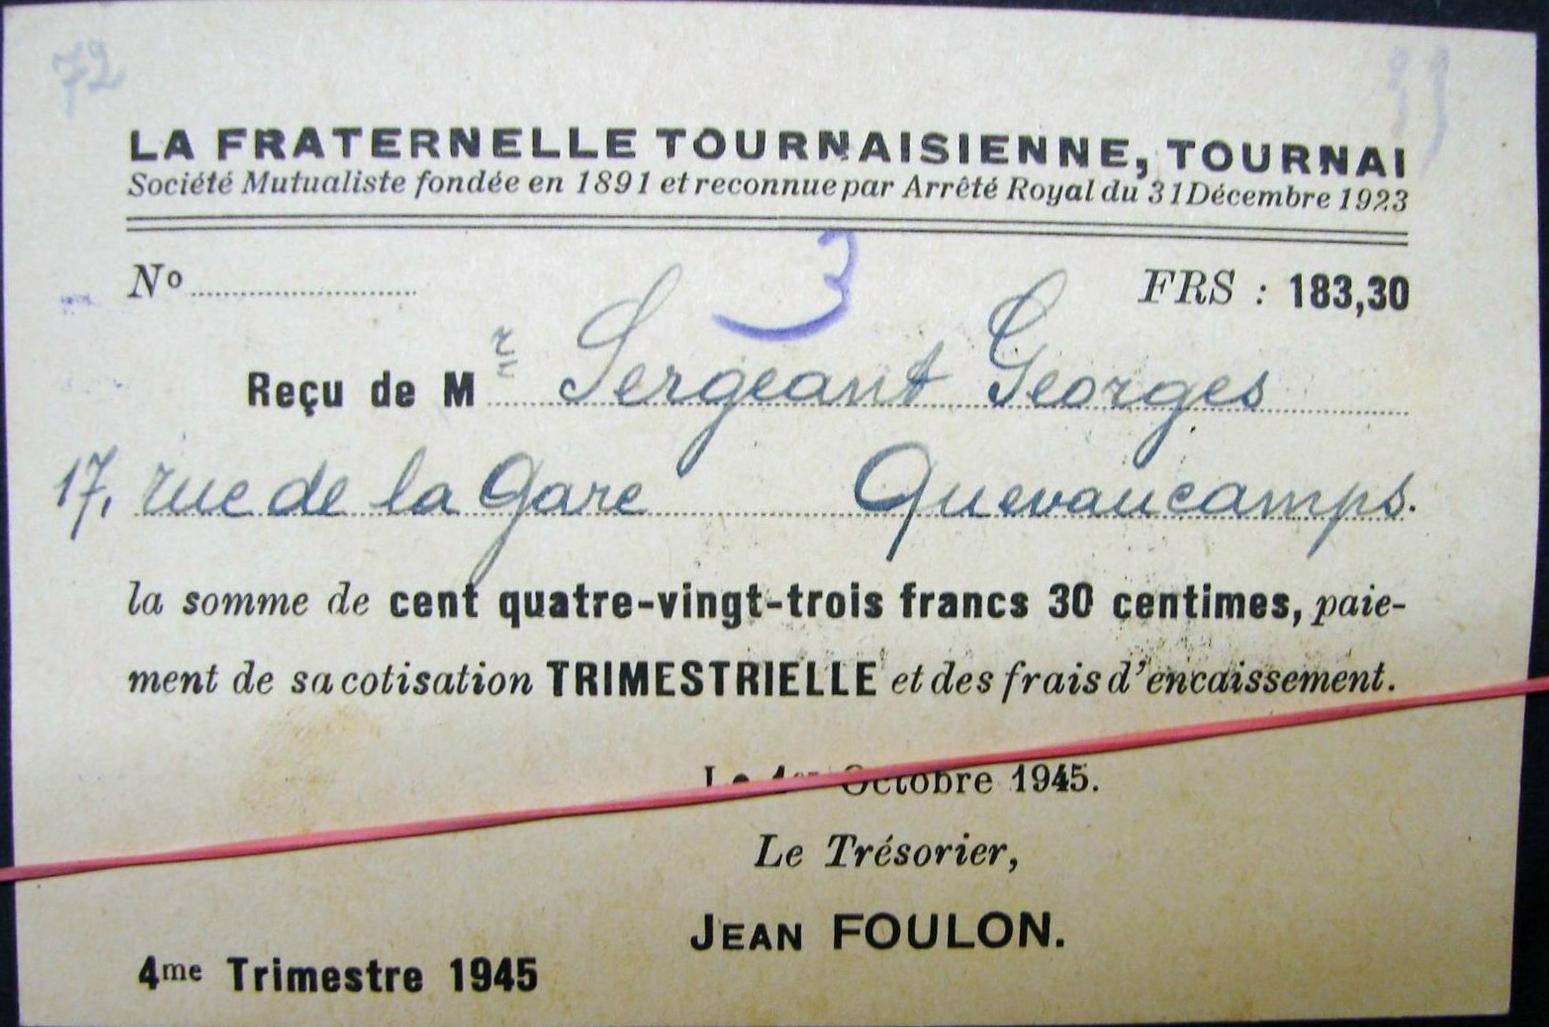 72
LA FRATERNELLE TOURNAISIENNE, TOURNAI
Société Mutualiste fondée en 1891 et reconnue par Arrêté Royal du 31 Décembre 1923
3
No FRS : 183,30
Reçu de Mr Sergeant Georges
17, rue de la Gare Quevaucamps.
la somme de cent quatre-vingt-trois francs 30 centimes, paie-
ment de sa cotisation TRIMESTRIELLE et des frais d'encaissement.
Le 1er Octobre 1945.
Le Trésorier,
JEAN FOULON.
4me Trimestre 1945